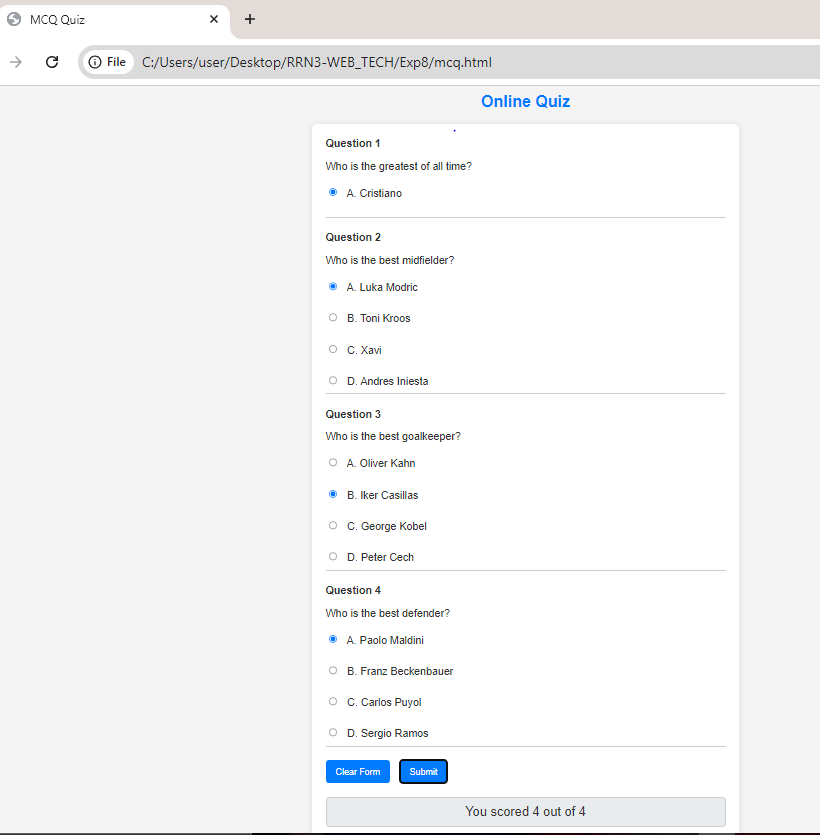 MCQ Quiz
File C:/Users/user/Desktop/RRN3-WEB_TECH/Exp8/mcq.html
Online Quiz
Question 1
Who is the greatest of all time?
A. Cristiano
Question 2
Who is the best midfielder?
A. Luka Modric
B. Toni Kroos
C. Xavi
D. Andres Iniesta
Question 3
Who is the best goalkeeper?
A. Oliver Kahn
B. Iker Casillas
C. George Kobel
D. Peter Cech
Question 4
Who is the best defender?
A. Paolo Maldini
B. Franz Beckenbauer
C. Carlos Puyol
D. Sergio Ramos
Clear Form Submit
You scored 4 out of 4